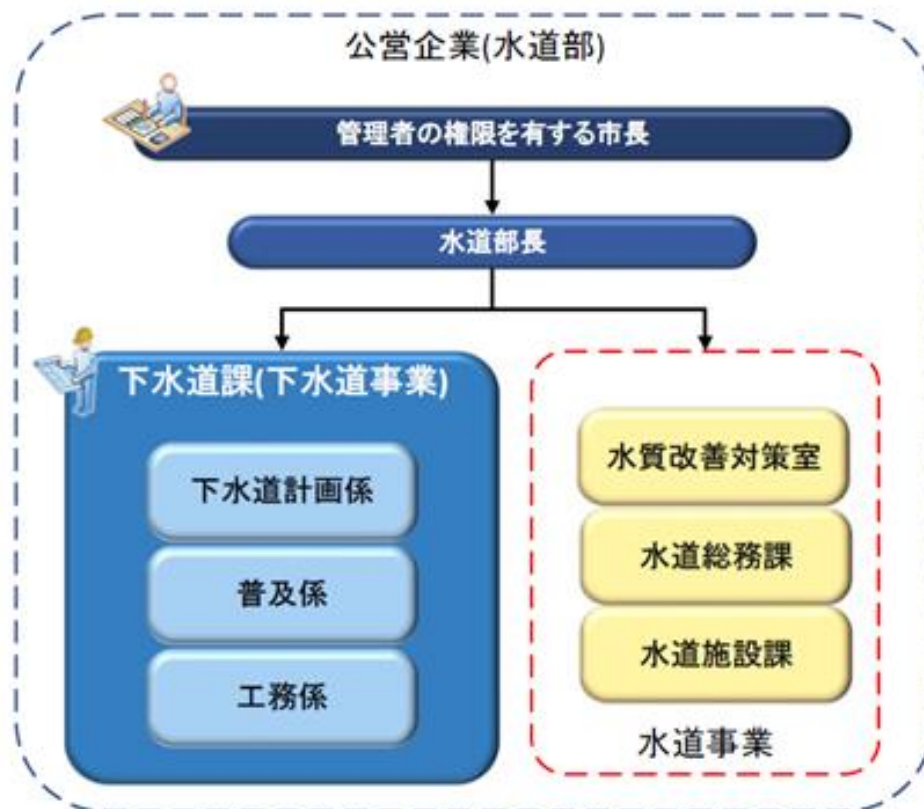 公営企業(水道部)
管理者の権限を有する市長
水道部長
下水道課(下水道事業)
下水道計画係
普及係
工務係
水質改善対策室
水道総務課
水道施設課
水道事業